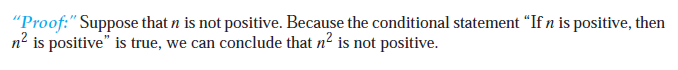 “Proof:” Suppose that n is not positive. Because the conditional statement “If n is positive, then
n² is positive” is true, we can conclude that n² is not positive.